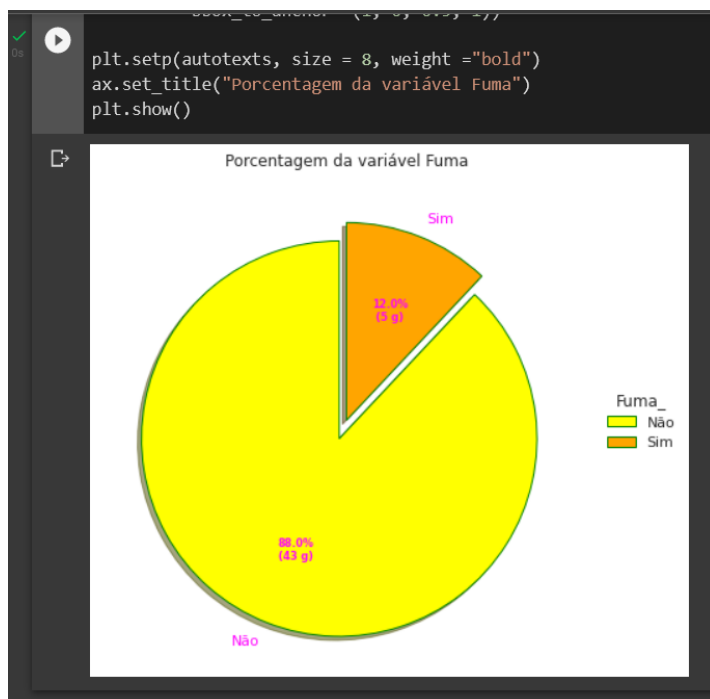 0s
plt.setp(autotexts, size = 8, weight ="bold")
ax.set_title("Porcentagem da variável Fuma")
plt.show()
Porcentagem da variável Fuma
Sim
12.0%
(5 g)
Fuma_
Não
Sim
88.0%
(43 g)
Não